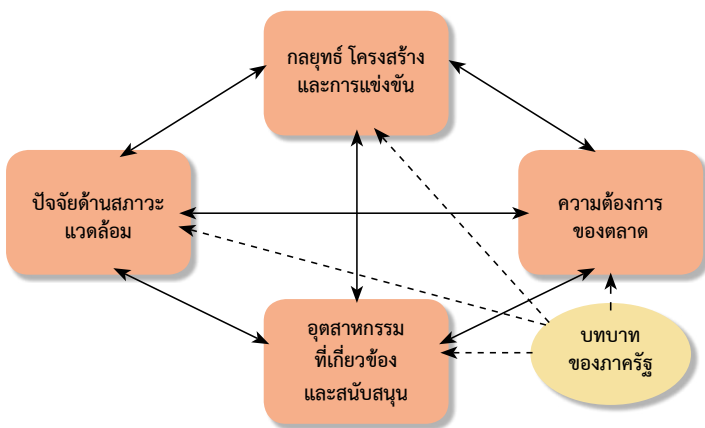 กลยุทธ์ โครงสร้าง
และการแข่งขัน
ปัจจัยด้านสภาวะ
แวดล้อม
ความต้องการ
ของตลาด
อุตสาหกรรม
ที่เกี่ยวข้อง
และสนับสนุน
บทบาท
ของภาครัฐ